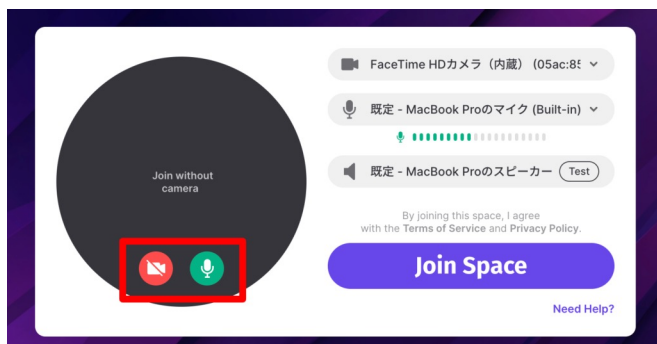 Join without
camera
FaceTime HDカメラ（内蔵） (05ac:85
既定 - MacBook Proのマイク (Built-in)
既定 - MacBook Proのスピーカー
Test
By joining this space, I agree
with the Terms of Service and Privacy Policy.
Join Space
Need Help?